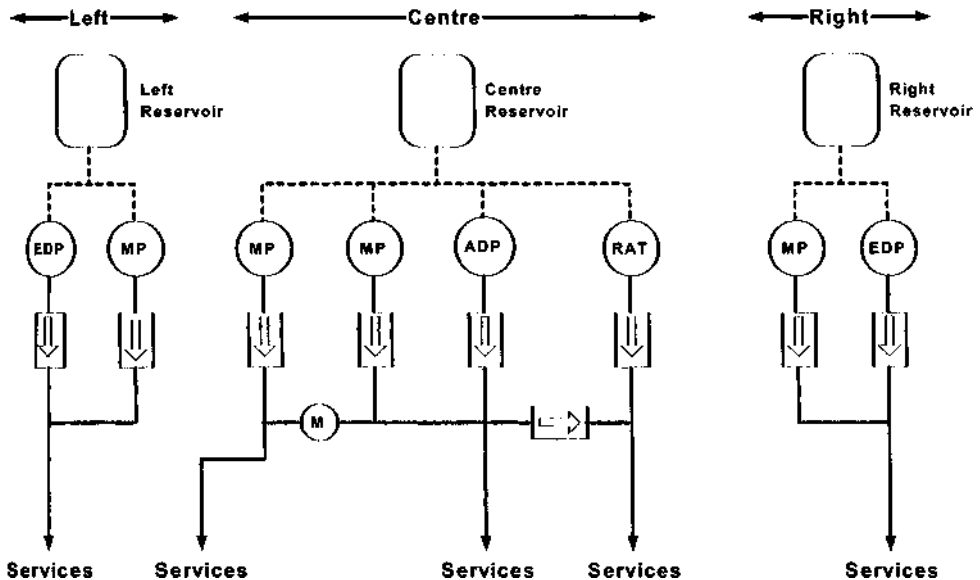 Left
Centre
Right
Left
Reservoir
Centre
Reservoir
Right
Reservoir
EDP
MP
MP
MP
ADP
RAT
MP
EDP
M
Services
Services
Services
Services
Services